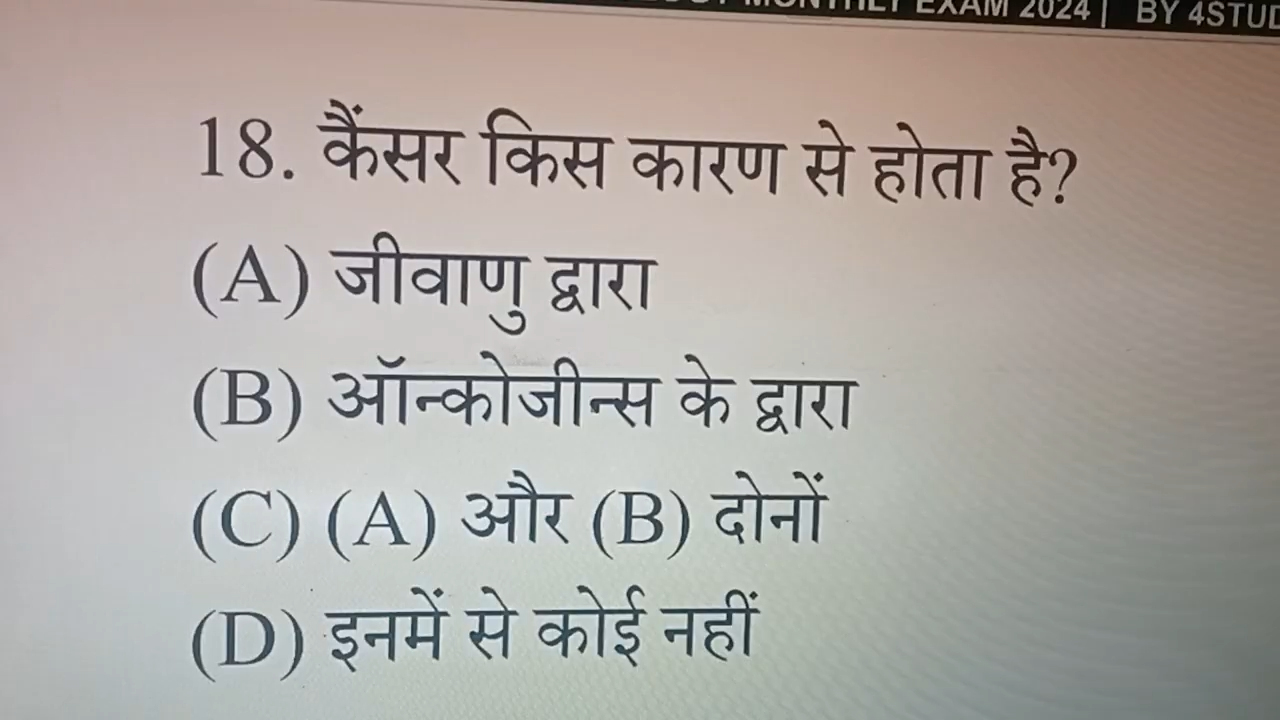 MONTHLY EXAM 2024 | BY 4STUD
18. कैंसर किस कारण से होता है?
(A) जीवाणु द्वारा
(B) ऑन्कोजीन्स के द्वारा
(C) (A) और (B) दोनों
(D) इनमें से कोई नहीं